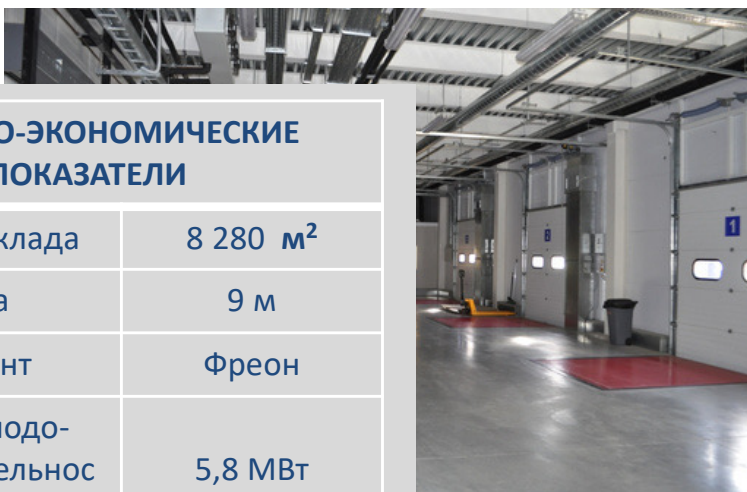 О-ЭКОНОМИЧЕСКИЕ
ПОКАЗАТЕЛИ
клада 8 280 м²
а 9 м
нт Фреон
лодо-
ельнос 5,8 МВт
1